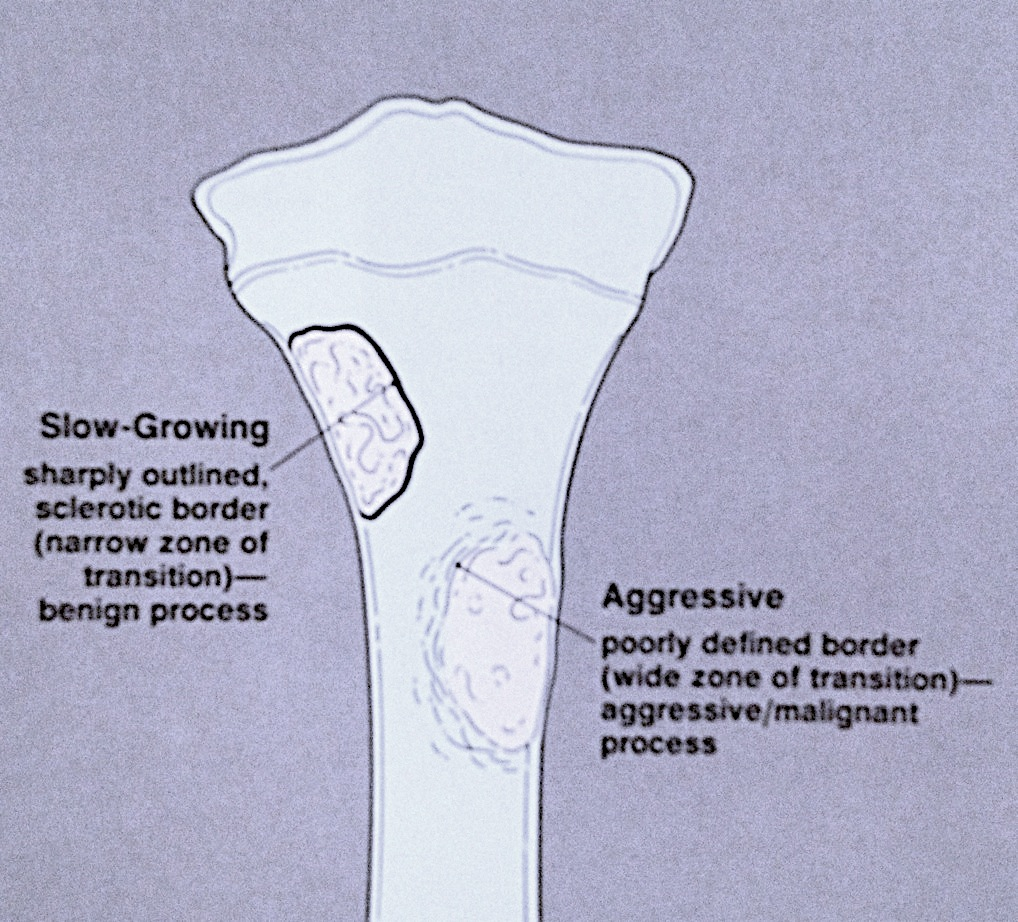 Slow-Growing
sharply outlined,
sclerotic border
(narrow zone of
transition)—
benign process
Aggressive
poorly defined border
(wide zone of transition)—
aggressive/malignant
process